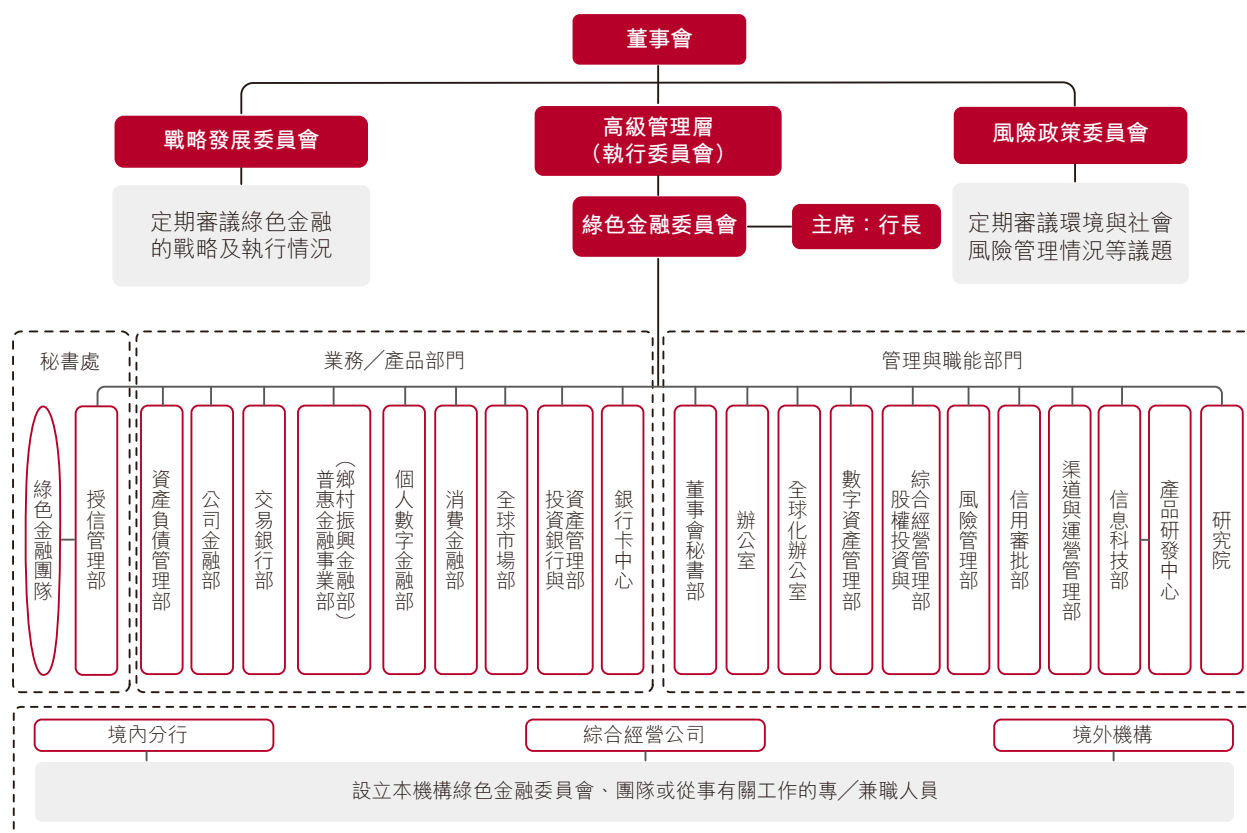 董事會
戰略發展委員會
高級管理層
（執行委員會）
風險政策委員會
定期審議綠色金融
的戰略及執行情況
綠色金融委員會
主席：行長
定期審議環境與社會
風險管理情況等議題
秘書處
業務／產品部門
管理與職能部門
綠色金融團隊
授信管理部
資產負債管理部
公司金融部
交易銀行部
普惠金融事業部
（鄉村振興金融部）
個人數字金融部
消費金融部
全球市場部
投資銀行與
資產管理部
銀行卡中心
董事會秘書部
辦公室
全球化辦公室
數字資產管理部
股權投資與
綜合經營管理部
風險管理部
信用審批部
渠道與運營管理部
信息科技部
產品研發中心
研究院
境內分行
綜合經營公司
境外機構
設立本機構綠色金融委員會、團隊或從事有關工作的專／兼職人員